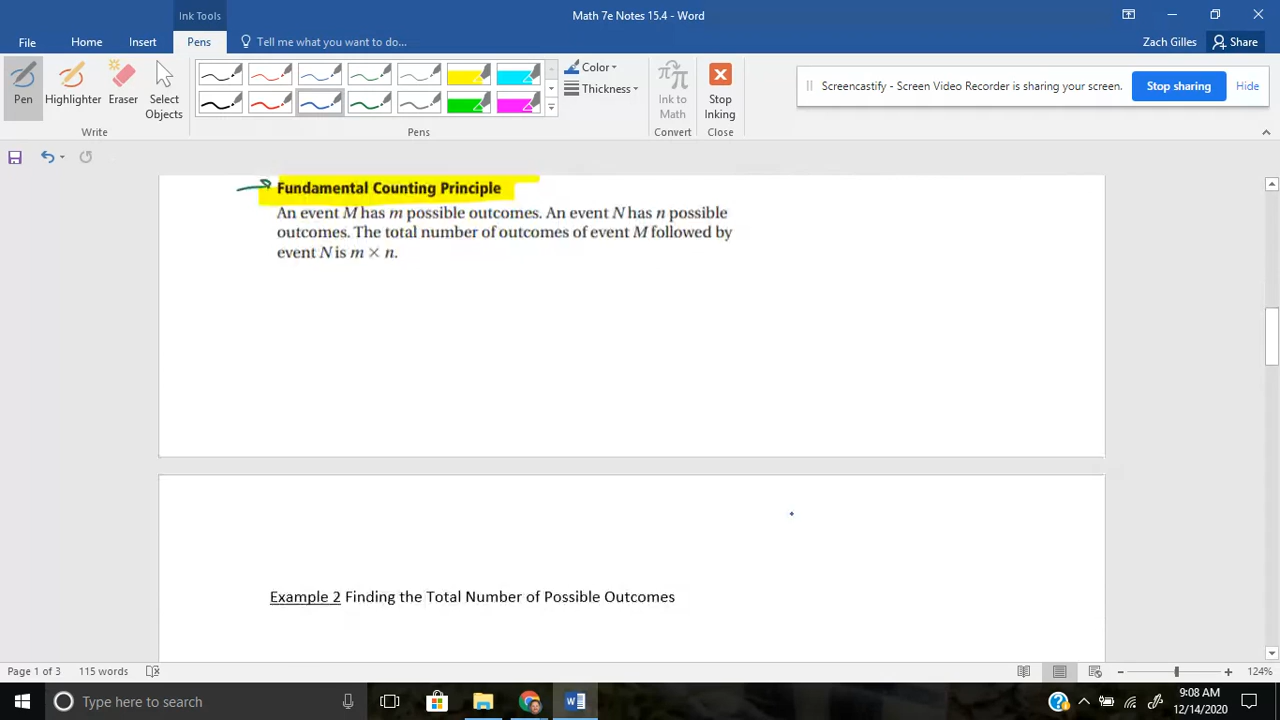 Ink Tools
Math 7e Notes 15.4 - Word
File
Home
Insert
Pens
Tell me what you want to do...
Zach Gilles
Share
Pen
Highlighter
Eraser
Select Objects
Color
Thickness
Ink to Math
Stop Inking
Write
Pens
Convert
Close
Screencastify - Screen Video Recorder is sharing your screen.
Stop sharing
Hide
Fundamental Counting Principle
An event M has m possible outcomes. An event N has n possible
outcomes. The total number of outcomes of event M followed by
event N is m × n.
Example 2 Finding the Total Number of Possible Outcomes
Page 1 of 3
115 words
124%
Type here to search
9:08 AM
12/14/2020